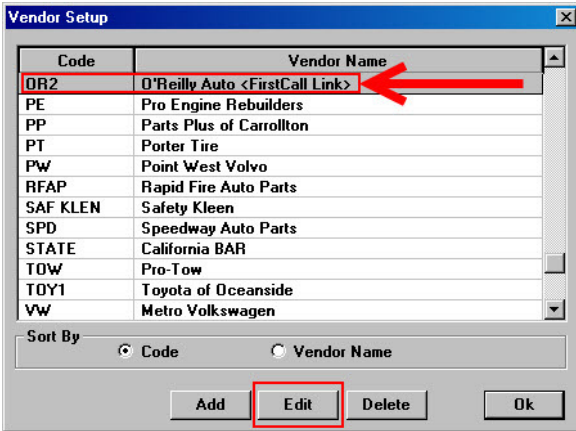 Vendor Setup
Code Vendor Name
OR2 O'Reilly Auto <FirstCall Link>
PE Pro Engine Rebuilders
PP Parts Plus of Carrollton
PT Porter Tire
PW Point West Volvo
RFAP Rapid Fire Auto Parts
SAF KLEN Safety Kleen
SPD Speedway Auto Parts
STATE California BAR
TOW Pro-Tow
TOY1 Toyota of Oceanside
VW Metro Volkswagen
Sort By
Code Vendor Name
Add Edit Delete Ok